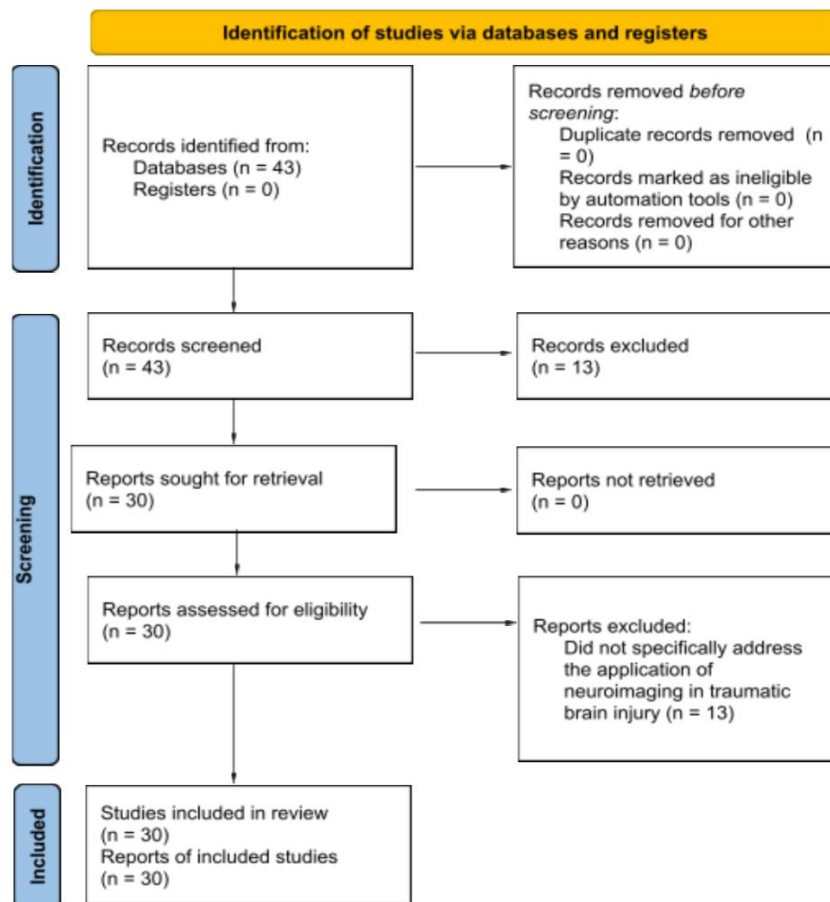 Identification of studies via databases and registers
Identification
Records identified from:
Databases (n = 43)
Registers (n = 0)
Records removed before
screening:
Duplicate records removed (n
= 0)
Records marked as ineligible
by automation tools (n = 0)
Records removed for other
reasons (n = 0)
Screening
Records screened
(n = 43)
Records excluded
(n = 13)
Reports sought for retrieval
(n = 30)
Reports not retrieved
(n = 0)
Reports assessed for eligibility
(n = 30)
Reports excluded:
Did not specifically address
the application of
neuroimaging in traumatic
brain injury (n = 13)
Included
Studies included in review
(n = 30)
Reports of included studies
(n = 30)